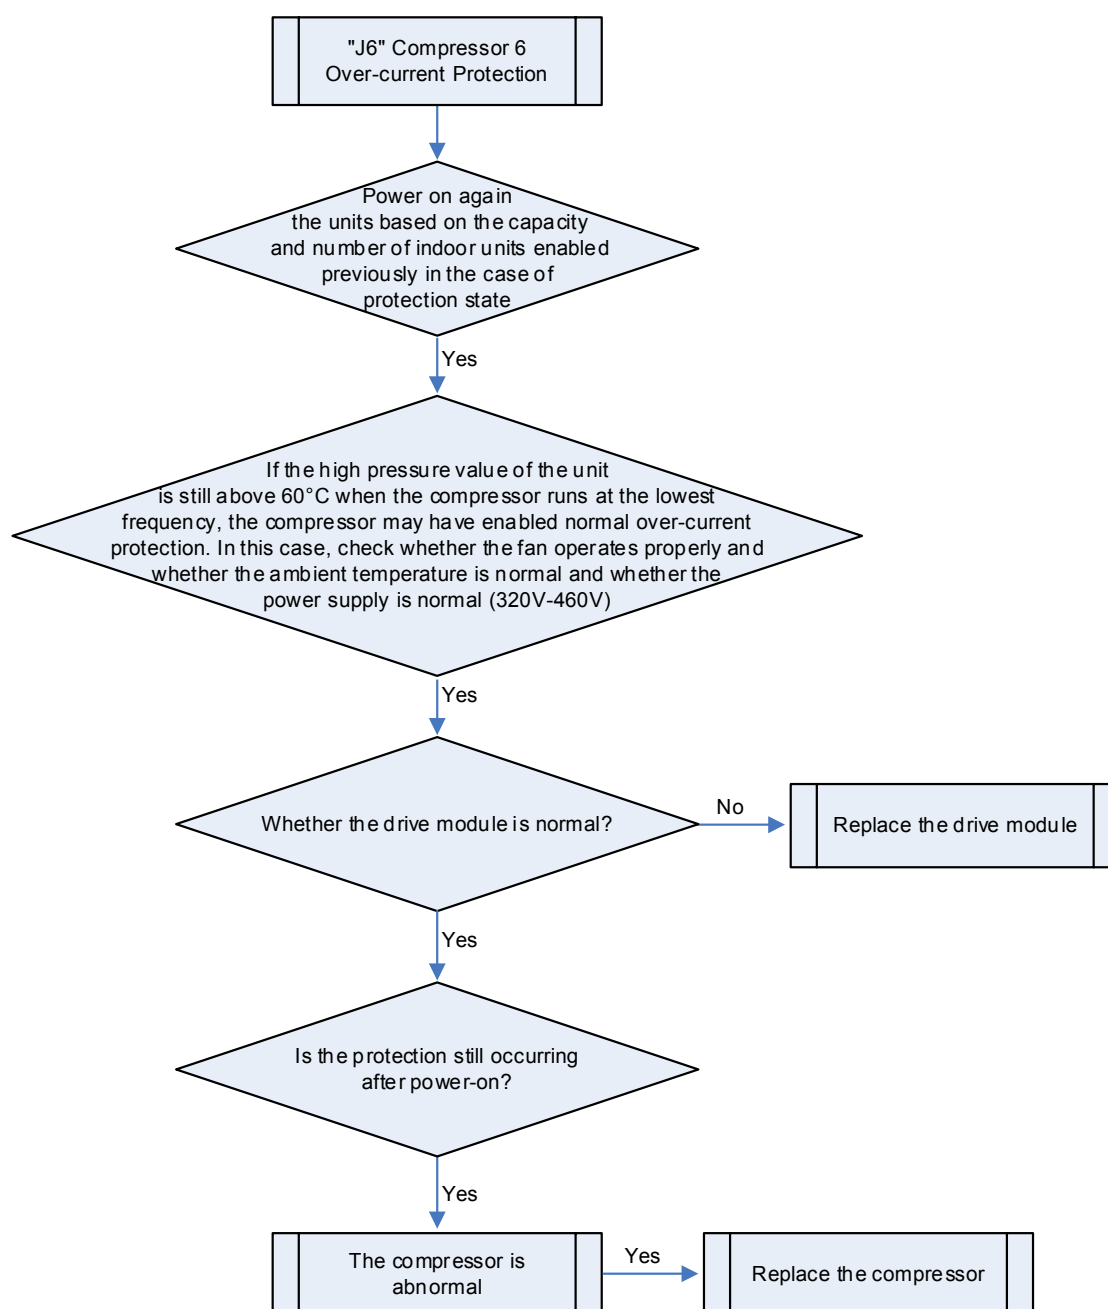 "J6" Compressor 6
Over-current Protection
Power on again
the units based on the capacity
and number of indoor units enabled
previously in the case of
protection state
Yes
If the high pressure value of the unit
is still above 60°C when the compressor runs at the lowest
frequency, the compressor may have enabled normal over-current
protection. In this case, check whether the fan operates properly and
whether the ambient temperature is normal and whether the
power supply is normal (320V-460V)
Yes
Whether the drive module is normal?
No
Replace the drive module
Yes
Is the protection still occurring
after power-on?
Yes
The compressor is
abnormal
Yes
Replace the compressor